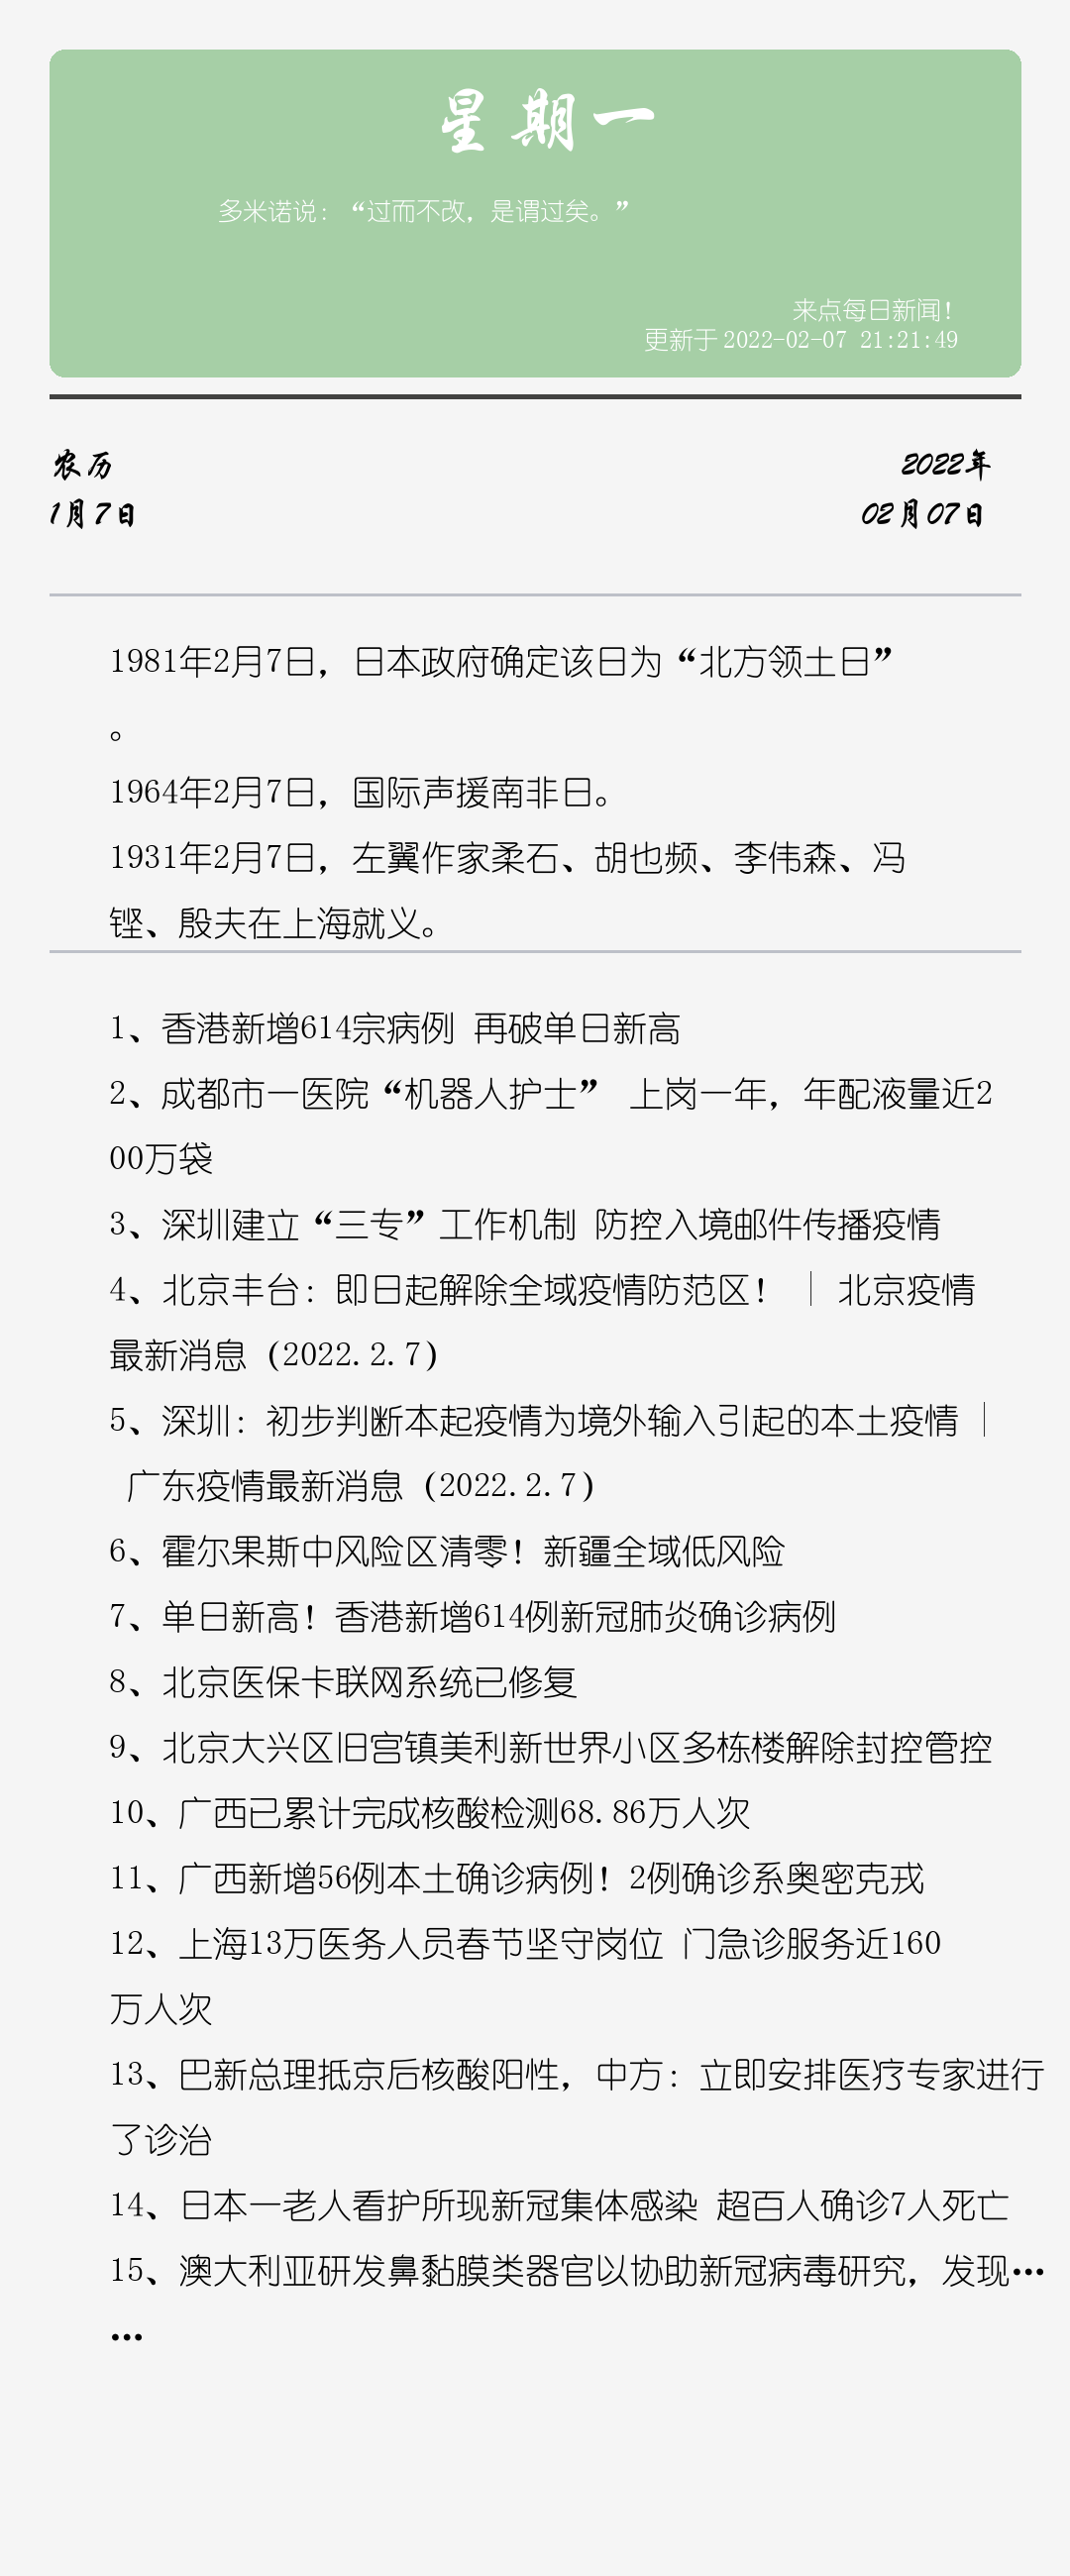 星期一
多米诺说：“过而不改，是谓过矣。”
来点每日新闻！
更新于 2022-02-07 21:21:49
农历
2022年
1月7日
02月07日
1981年2月7日，日本政府确定该日为“北方领土日”
。
1964年2月7日，国际声援南非日。
1931年2月7日，左翼作家柔石、胡也频、李伟森、冯
铿、殷夫在上海就义。
1、香港新增614宗病例 再破单日新高
2、成都市一医院“机器人护士” 上岗一年，年配液量近2
00万袋
3、深圳建立“三专”工作机制 防控入境邮件传播疫情
4、北京丰台：即日起解除全域疫情防范区！ | 北京疫情
最新消息（2022.2.7）
5、深圳：初步判断本起疫情为境外输入引起的本土疫情 |
广东疫情最新消息（2022.2.7）
6、霍尔果斯中风险区清零！新疆全域低风险
7、单日新高！香港新增614例新冠肺炎确诊病例
8、北京医保卡联网系统已修复
9、北京大兴区旧宫镇美利新世界小区多栋楼解除封控管控
10、广西已累计完成核酸检测68.86万人次
11、广西新增56例本土确诊病例！2例确诊系奥密克戎
12、上海13万医务人员春节坚守岗位 门急诊服务近160
万人次
13、巴新总理抵京后核酸阳性，中方：立即安排医疗专家进行
了诊治
14、日本一老人看护所现新冠集体感染 超百人确诊7人死亡
15、澳大利亚研发鼻黏膜类器官以协助新冠病毒研究，发现…
…